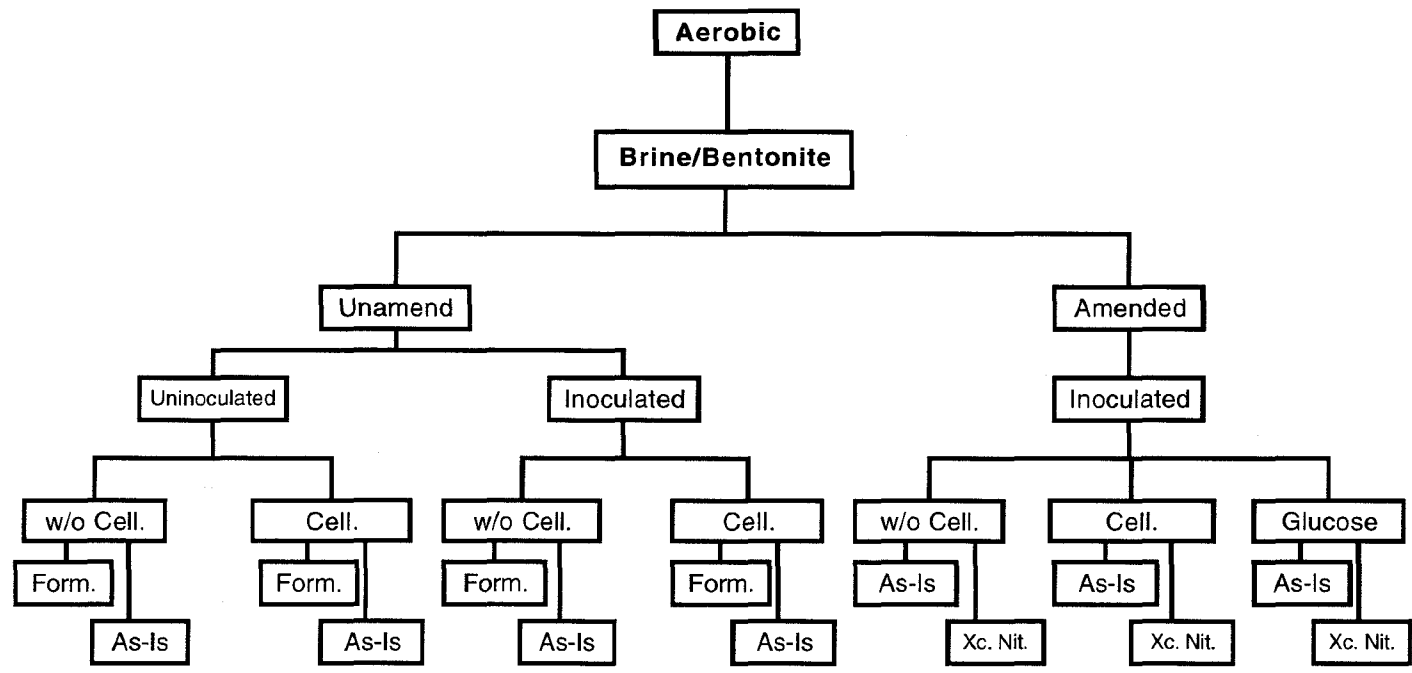 Aerobic
Brine/Bentonite
Unamend
Amended
Uninoculated
Inoculated
Inoculated
w/o Cell.
Cell.
w/o Cell.
Cell.
w/o Cell.
Cell.
Glucose
Form.
Form.
Form.
Form.
As-Is
As-Is
As-Is
As-Is
As-Is
As-Is
As-Is
Xc. Nit.
Xc. Nit.
Xc. Nit.